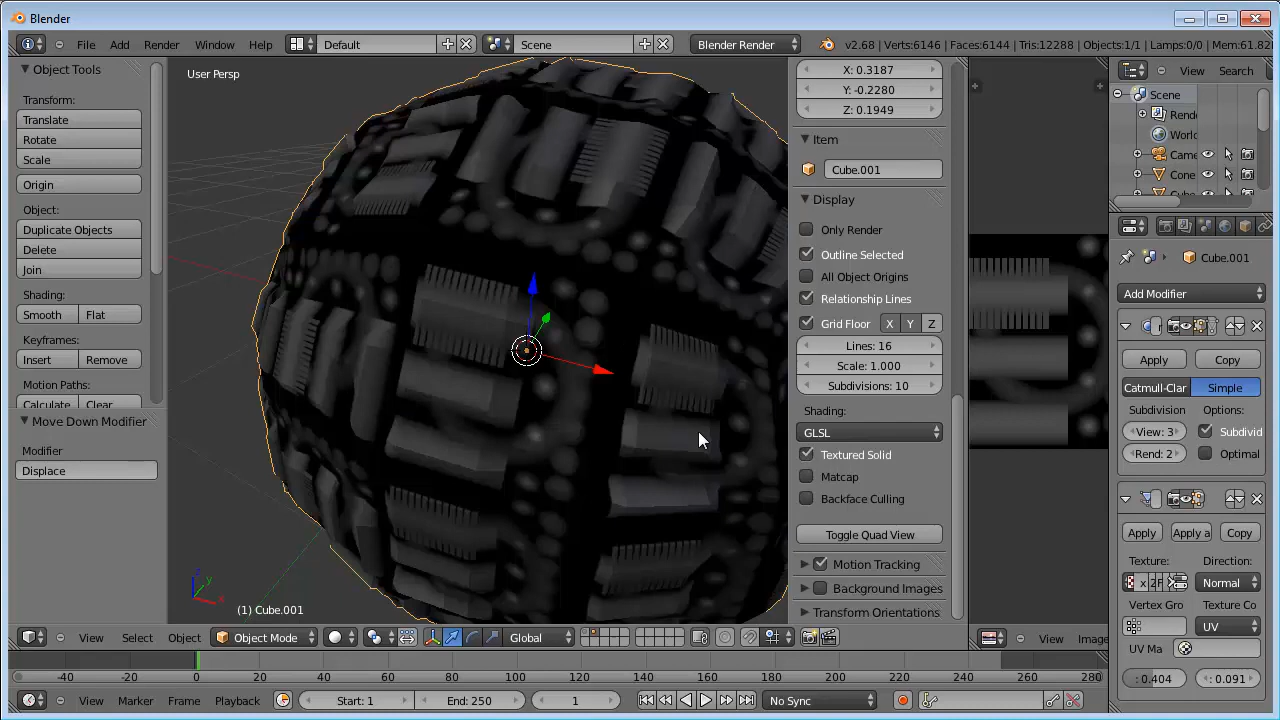 Blender
File Add Render Window Help Default Scene Blender Render v2.68 | Verts:6146 | Faces:6144 | Tris:12288 | Objects:1/1 | Lamps:0/0 | Mem:61.82
Object Tools
Transform:
Translate
Rotate
Scale
Origin
Object:
Duplicate Objects
Delete
Join
Shading:
Smooth Flat
Keyframes:
Insert Remove
Motion Paths:
Calculate Clear
Move Down Modifier
Modifier
Displace
User Persp
(1) Cube.001
X: 0.3187
Y: -0.2280
Z: 0.1949
Item
Cube.001
Display
Only Render
Outline Selected
All Object Origins
Relationship Lines
Grid Floor X Y Z
Lines: 16
Scale: 1.000
Subdivisions: 10
Shading:
GLSL
Textured Solid
Matcap
Backface Culling
Toggle Quad View
Motion Tracking
Background Images
Transform Orientations
View Search
Scene
Rende
World
Came
Cone
Cube.001
Add Modifier
Apply Copy
Catmull-Clar Simple
Subdivision Options:
View: 3 Subdivid
Rend: 2 Optimal
Apply Apply a Copy
Texture: Direction:
Normal
Vertex Gro Texture Co
UV
UV Ma
: 0.404 : 0.091
View Select Object Object Mode Global
View Image
-40 -20 0 20 40 60 80 100 120 140 160 180 200 220 240 260 280
View Marker Frame Playback Start: 1 End: 250 1 No Sync
x y z